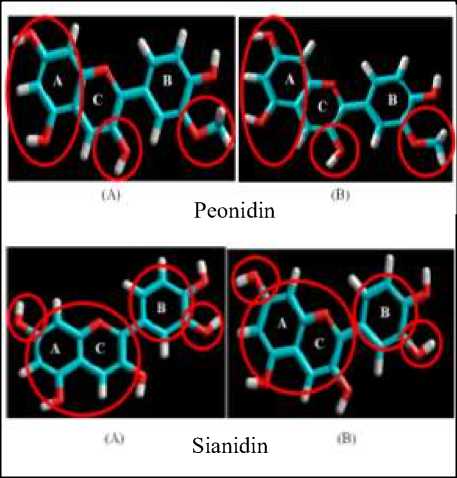 A C B A C B
(A) (B)
Peonidin
A C B A C B
(A) (B)
Sianidin